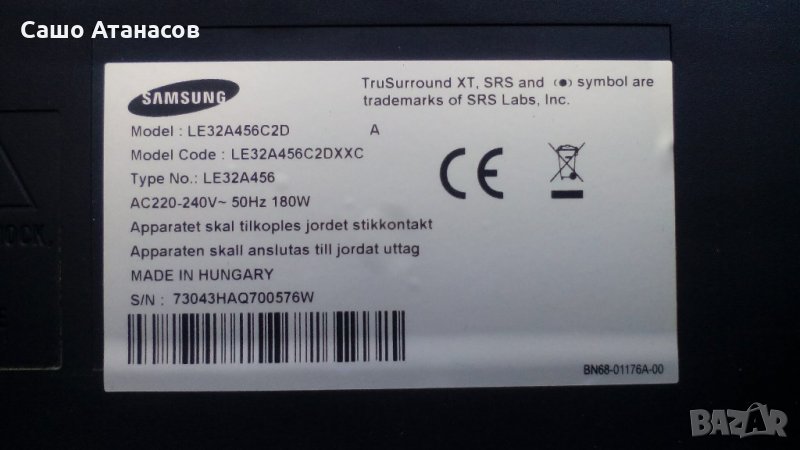 Сашо Атанасов
SAMSUNG
TruSurround XT, SRS and (●) symbol are
trademarks of SRS Labs, Inc.
Model : LE32A456C2D A
Model Code : LE32A456C2DXXC
Type No.: LE32A456
AC220-240V~ 50Hz 180W
Apparatet skal tilkoples jordet stikkontakt
Apparaten skall anslutas till jordat uttag
MADE IN HUNGARY
S/N : 73043HAQ700576W
CE
BN68-01176A-00
BAZAR